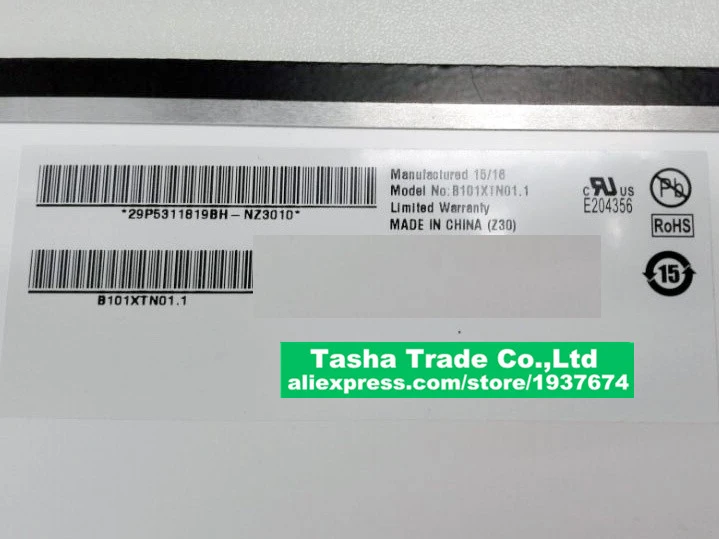 Manufactured 15/18
Model No: B101XTN01.1
Limited Warranty
MADE IN CHINA (Z30)
*29P5311819BH-NZ3010*
B101XTN01.1
c RU US
E204356
Pb
RoHS
15
Tasha Trade Co.,Ltd
aliexpress.com/store/1937674